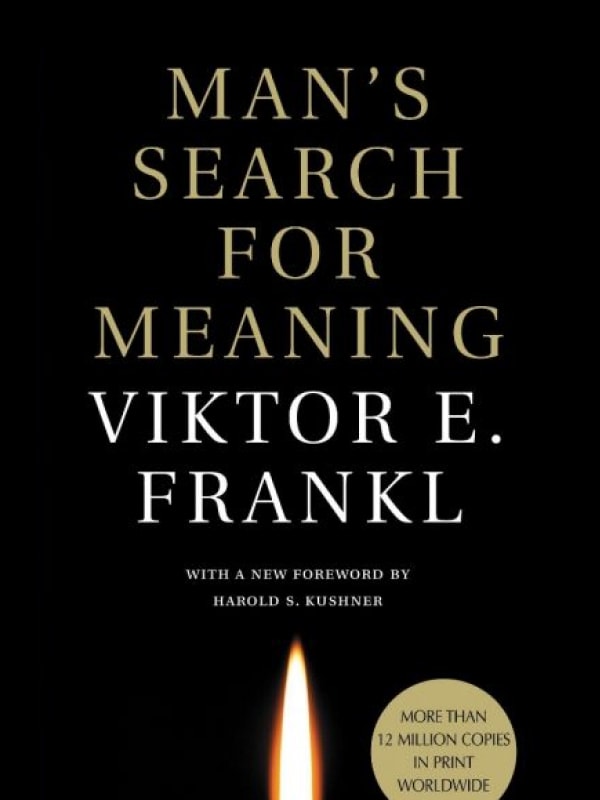 MAN'S
SEARCH
FOR
MEANING
VIKTOR E.
FRANKL
WITH A NEW FOREWORD BY
HAROLD S. KUSHNER
MORE THAN
12 MILLION COPIES
IN PRINT
WORLDWIDE